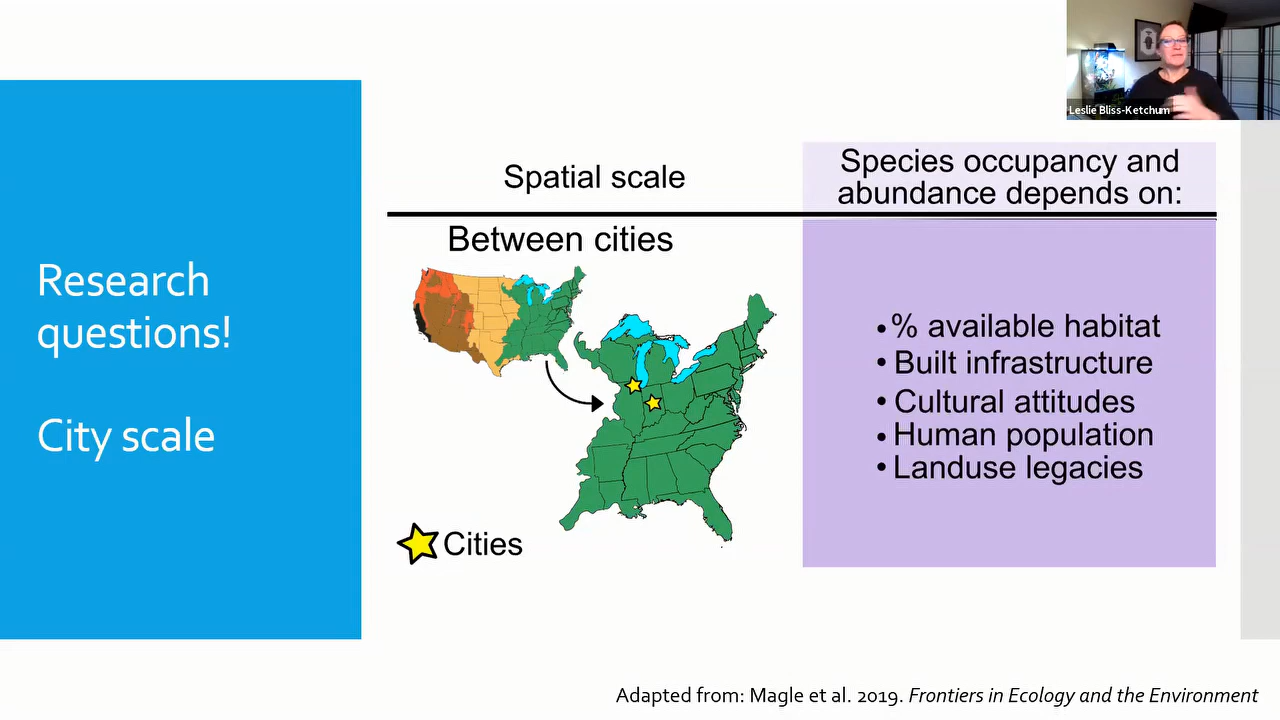 Leslie Bliss-Ketchum
Research
questions!
City scale
Spatial scale
Species occupancy and
abundance depends on:
Between cities
Cities
• % available habitat
• Built infrastructure
• Cultural attitudes
• Human population
• Landuse legacies
Adapted from: Magle et al. 2019. Frontiers in Ecology and the Environment